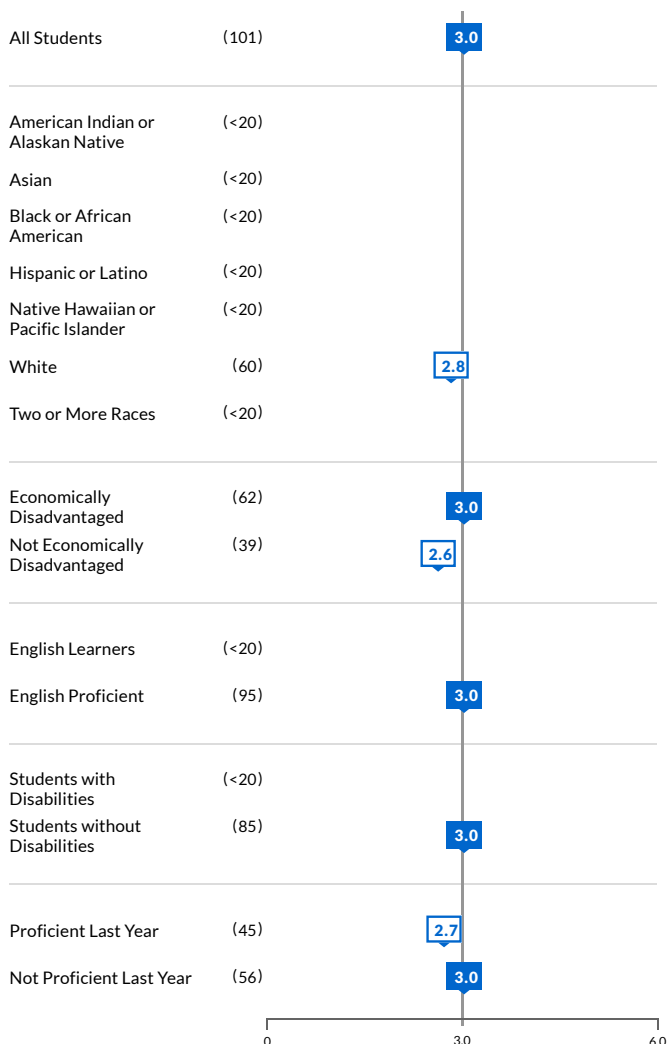 All Students (101) 3.0
American Indian or (<20)
Alaskan Native
Asian (<20)
Black or African (<20)
American
Hispanic or Latino (<20)
Native Hawaiian or (<20)
Pacific Islander
White (60) 2.8
Two or More Races (<20)
Economically (62) 3.0
Disadvantaged
Not Economically (39) 2.6
Disadvantaged
English Learners (<20)
English Proficient (95) 3.0
Students with (<20)
Disabilities
Students without (85) 3.0
Disabilities
Proficient Last Year (45) 2.7
Not Proficient Last Year (56) 3.0
0 3.0 6.0